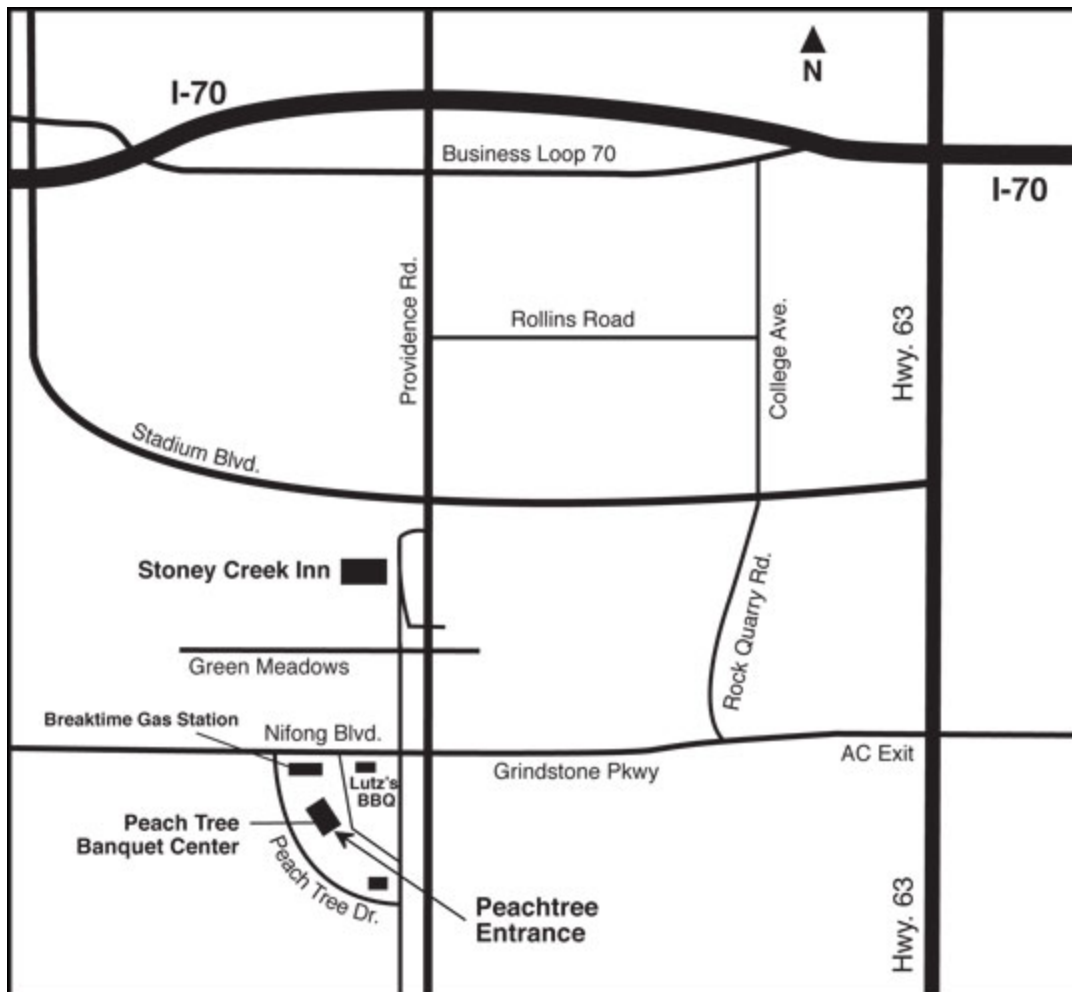 N
I-70
Business Loop 70
I-70
Providence Rd.
Rollins Road
College Ave.
Hwy. 63
Stadium Blvd.
Stoney Creek Inn
Rock Quarry Rd.
Green Meadows
Breaktime Gas Station
Nifong Blvd.
AC Exit
Grindstone Pkwy
Lutz's
BBQ
Peach Tree
Banquet Center
Peach Tree Dr.
Peachtree
Entrance
Hwy. 63